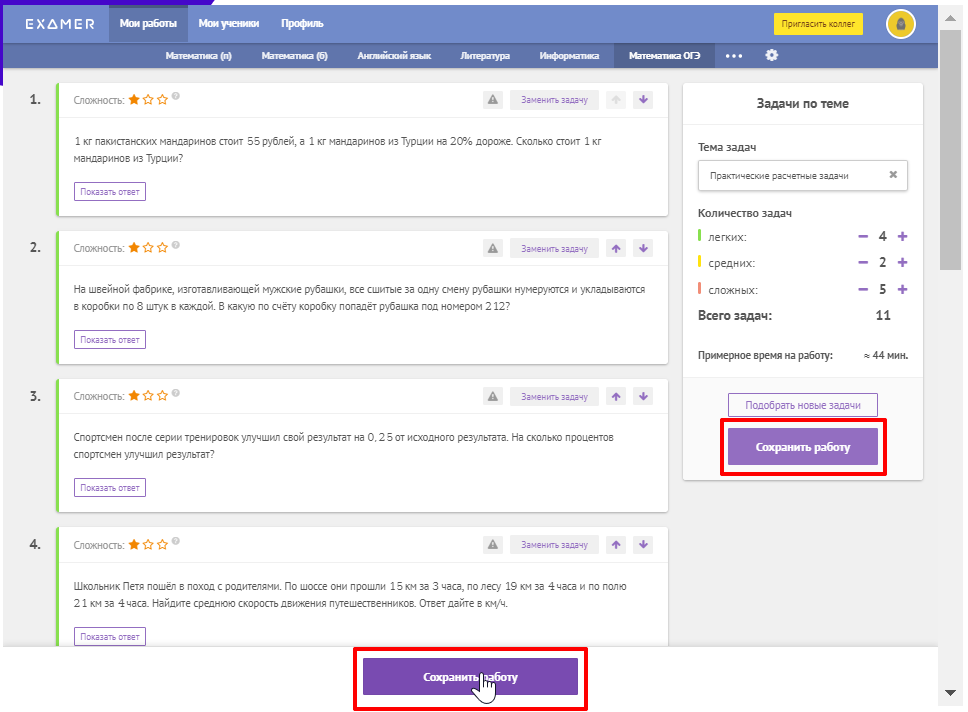 EXAMER Мои работы Мои ученики Профиль Пригласить коллег
Математика (п) Математика (б) Английский язык Литература Информатика Математика ОГЭ
1. Сложность: Заменить задачу
1 кг пакистанских мандаринов стоит 55 рублей, а 1 кг мандаринов из Турции на 20% дороже. Сколько стоит 1 кг
мандаринов из Турции?
Показать ответ
2. Сложность: Заменить задачу
На швейной фабрике, изготавливающей мужские рубашки, все сшитые за одну смену рубашки нумеруются и укладываются
в коробки по 8 штук в каждой. В какую по счёту коробку попадёт рубашка под номером 212?
Показать ответ
3. Сложность: Заменить задачу
Спортсмен после серии тренировок улучшил свой результат на 0, 25 от исходного результата. На сколько процентов
спортсмен улучшил результат?
Показать ответ
4. Сложность: Заменить задачу
Школьник Петя пошёл в поход с родителями. По шоссе они прошли 15 км за 3 часа, по лесу 19 км за 4 часа и по полю
21 км за 4 часа. Найдите среднюю скорость движения путешественников. Ответ дайте в км/ч.
Показать ответ
Задачи по теме
Тема задач
Практические расчетные задачи
Количество задач
легких: − 4 +
средних: − 2 +
сложных: − 5 +
Всего задач: 11
Примерное время на работу: ≈ 44 мин.
Подобрать новые задачи
Сохранить работу
Сохранить работу